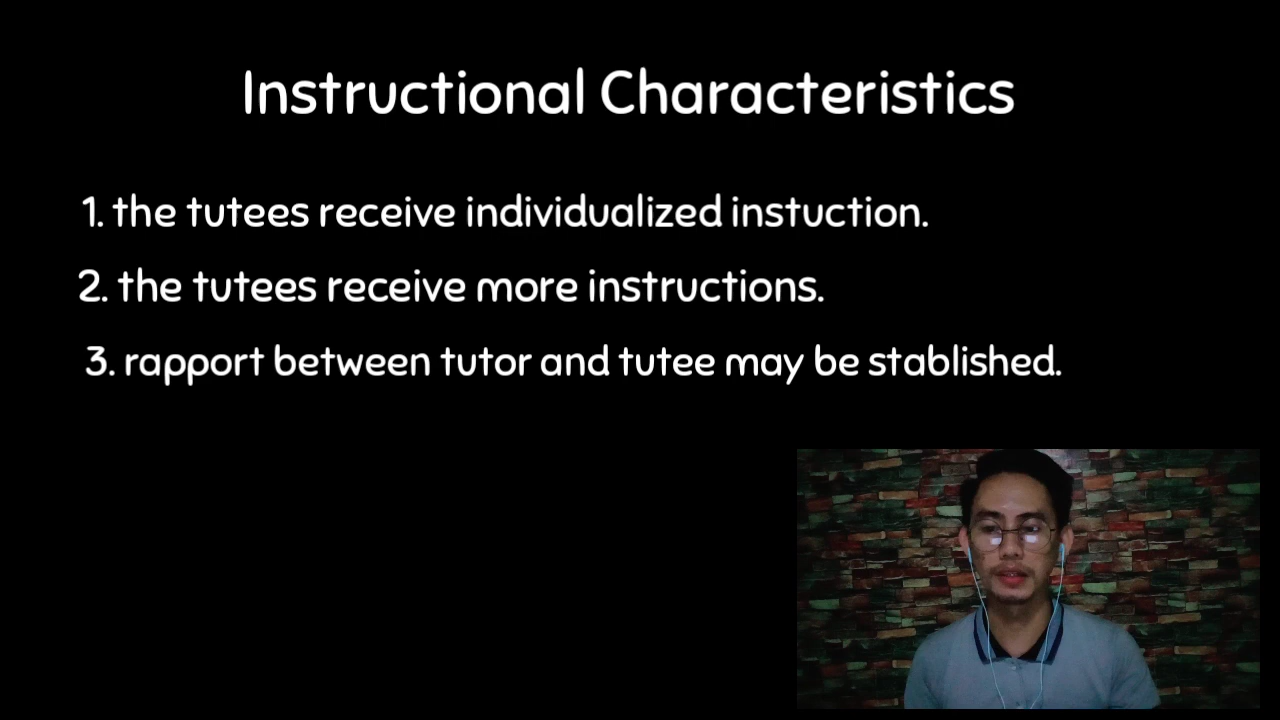 Instructional Characteristics
1. the tutees receive individualized instuction.
2. the tutees receive more instructions.
3. rapport between tutor and tutee may be stablished.